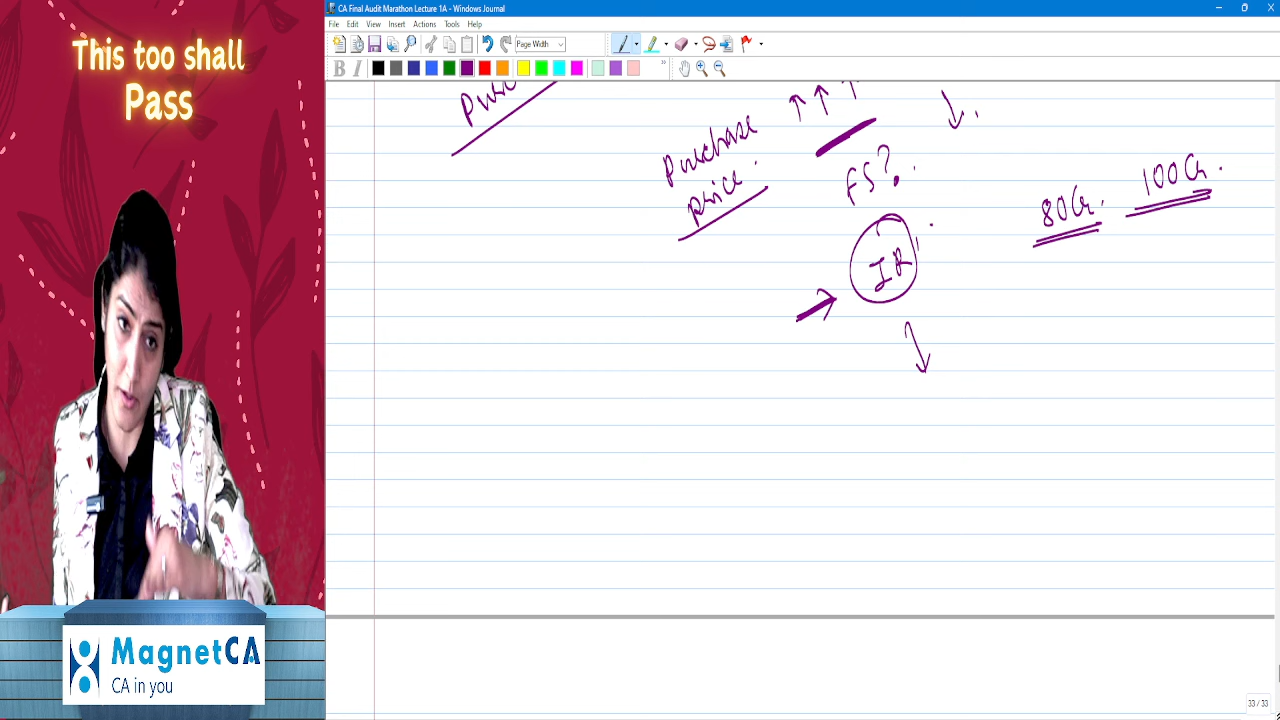 This too shall
Pass
CA Final Audit Marathon Lecture 1A - Windows Journal
File Edit View Insert Actions Tools Help
Page Width
B I
Purchase
price.
FS?
IR
80Cr.
100Cr.
MagnetCA
CA in you
33 / 33